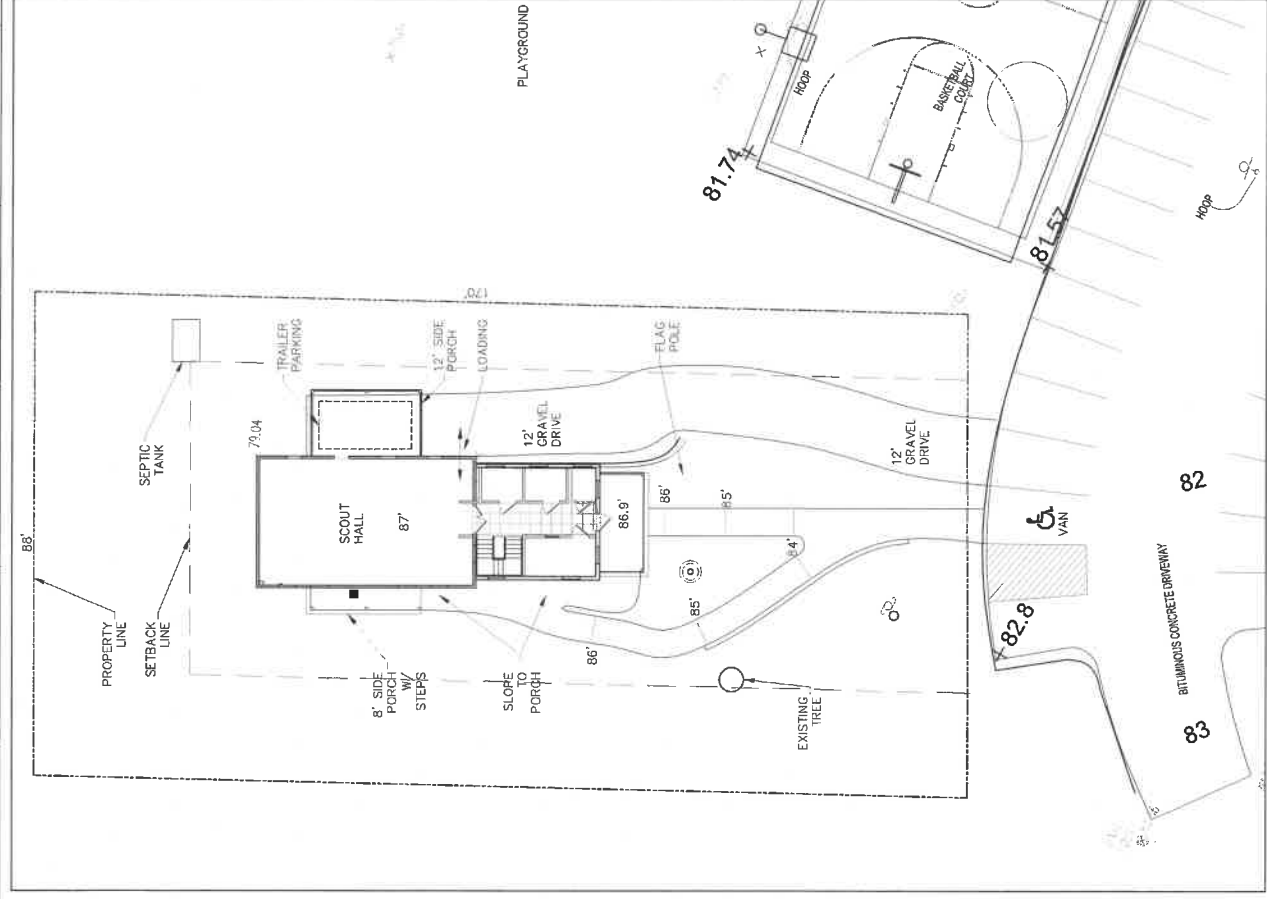 PLAYGROUND
HOOP
BASKETBALL
COURT
81.74
81.57
HOOP
88'
170'
SEPTIC
TANK
TRAILER
PARKING
12' SIDE
PORCH
LOADING
FLAG
POLE
79.04
SCOUT
HALL
87'
12'
GRAVEL
DRIVE
12'
GRAVEL
DRIVE
86.9'
86'
85'
84'
PROPERTY
LINE
SETBACK
LINE
8' SIDE
PORCH
W/
STEPS
SLOPE
TO
PORCH
86'
85'
EXISTING
TREE
VAN
82.8
82
BITUMINOUS CONCRETE DRIVEWAY
83